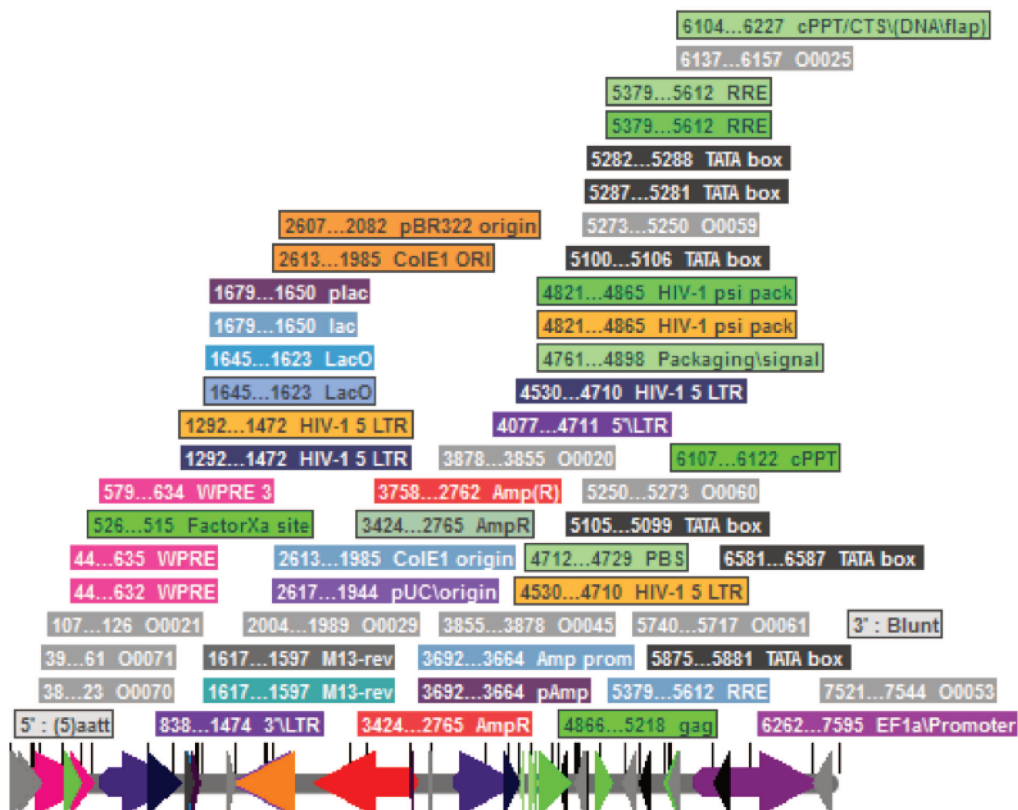 6104...6227 cPPT/CTS\(DNA\flap)
6137...6157 O0025
5379...5612 RRE
5379...5612 RRE
5282...5288 TATA box
5287...5281 TATA box
2607...2082 pBR322 origin 5273...5250 O0059
2613...1985 ColE1 ORI 5100...5106 TATA box
1679...1650 plac 4821...4865 HIV-1 psi pack
1679...1650 lac 4821...4865 HIV-1 psi pack
1645...1623 LacO 4761...4898 Packaging\signal
1645...1623 LacO 4530...4710 HIV-1 5 LTR
1292...1472 HIV-1 5 LTR 4077...4711 5'\LTR
1292...1472 HIV-1 5 LTR 3878...3855 O0020 6107...6122 cPPT
579...634 WPRE 3 3758...2762 Amp(R) 5250...5273 O0060
526...515 FactorXa site 3424...2765 AmpR 5105...5099 TATA box
44...635 WPRE 2613...1985 ColE1 origin 4712...4729 PBS 6581...6587 TATA box
44...632 WPRE 2617...1944 pUC\origin 4530...4710 HIV-1 5 LTR
107...126 O0021 2004...1989 O0029 3855...3878 O0045 5740...5717 O0061 3' : Blunt
39...61 O0071 1617...1597 M13-rev 3692...3664 Amp prom 5875...5881 TATA box
38...23 O0070 1617...1597 M13-rev 3692...3664 pAmp 5379...5612 RRE 7521...7544 O0053
5' : (5)aatt 838...1474 3'\LTR 3424...2765 AmpR 4866...5218 gag 6262...7595 EF1a\Promoter